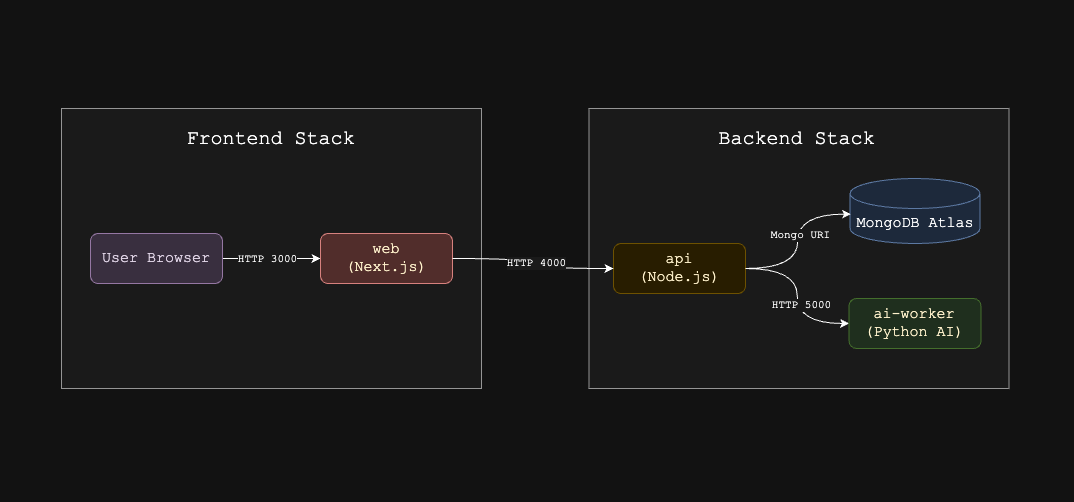 Frontend Stack
User Browser
HTTP 3000
web
(Next.js)
HTTP 4000
Backend Stack
api
(Node.js)
Mongo URI
MongoDB Atlas
HTTP 5000
ai-worker
(Python AI)